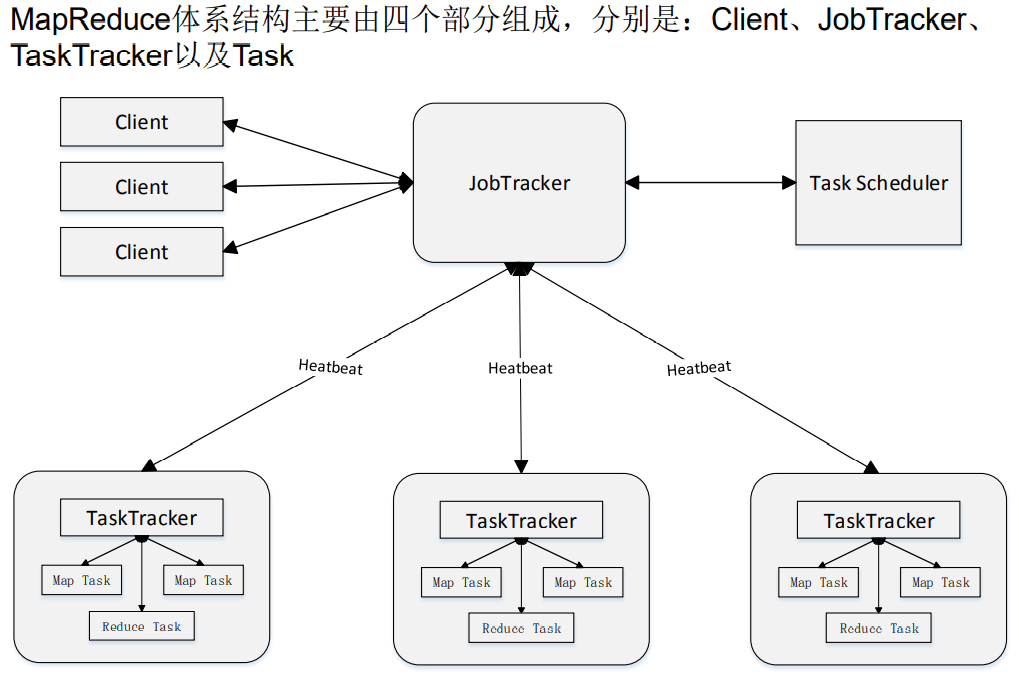 MapReduce体系结构主要由四个部分组成，分别是：Client、JobTracker、
TaskTracker以及Task
Client
Client
Client
JobTracker
Task Scheduler
Heatbeat
Heatbeat
Heatbeat
TaskTracker
Map Task
Map Task
Reduce Task
TaskTracker
Map Task
Map Task
Reduce Task
TaskTracker
Map Task
Map Task
Reduce Task